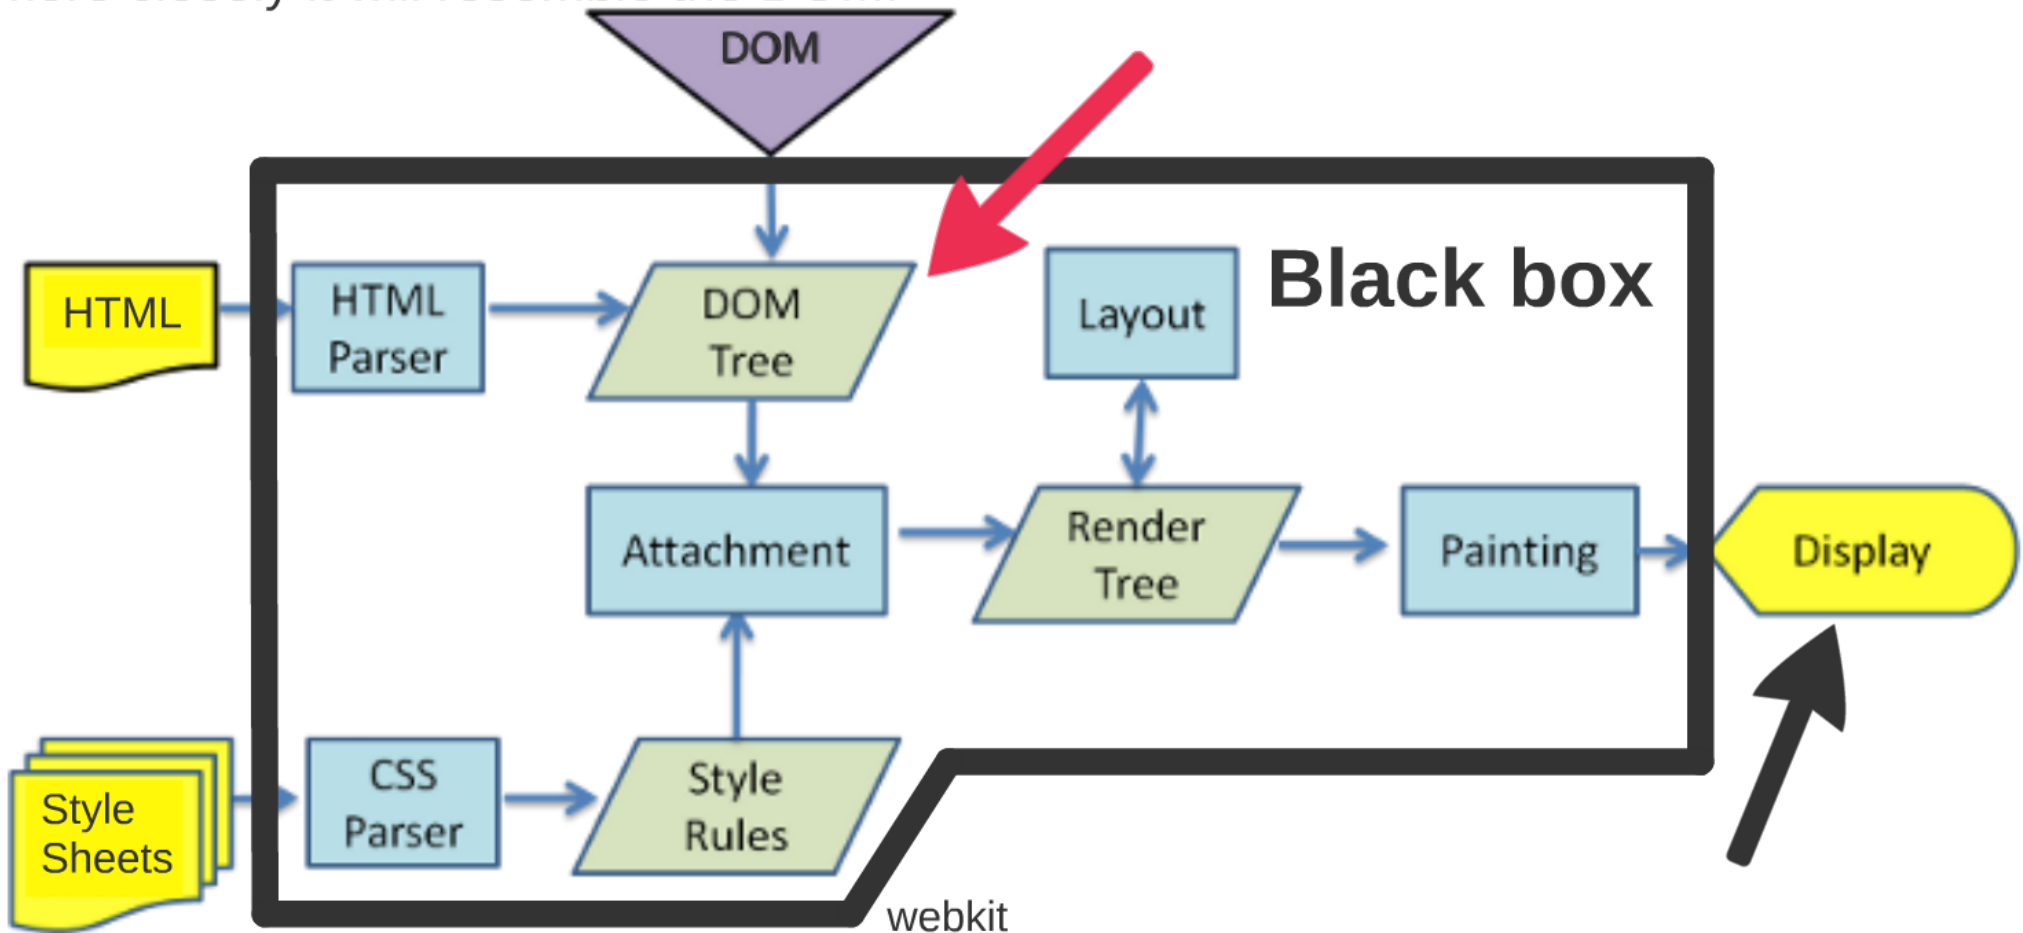 DOM
HTML
HTML
Parser
DOM
Tree
Layout
Black box
Attachment
Render
Tree
Painting
Display
Style
Sheets
CSS
Parser
Style
Rules
webkit